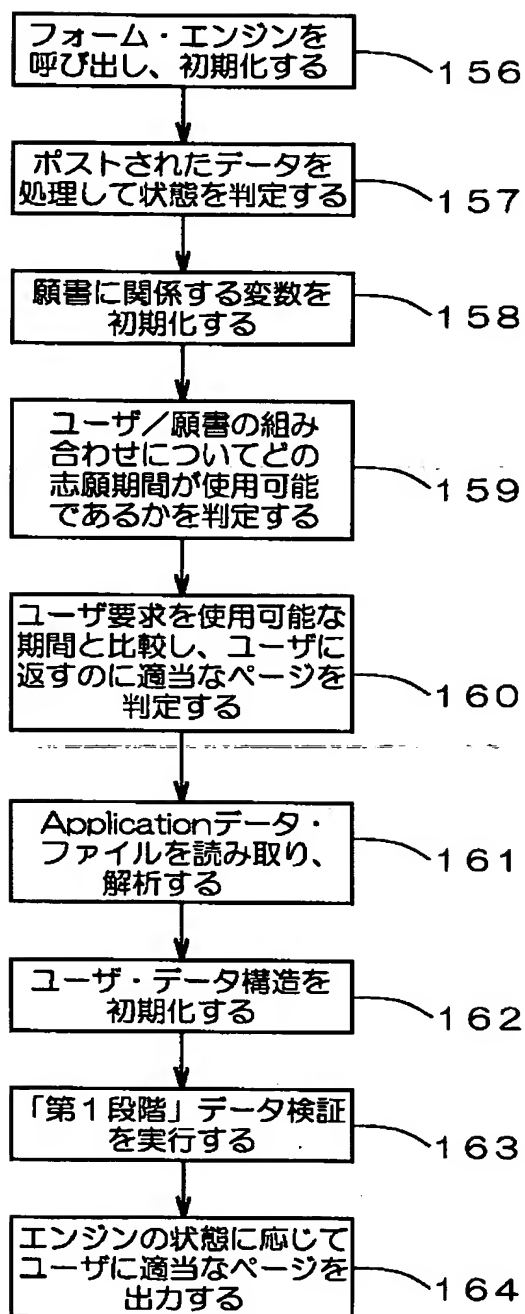 フォーム・エンジンを
呼び出し、初期化する
156
ポストされたデータを
処理して状態を判定する
157
願書に関係する変数を
初期化する
158
ユーザ／願書の組み
合わせについてどの
志願期間が使用可能
であるかを判定する
159
ユーザ要求を使用可能な
期間と比較し、ユーザに
返すのに適当なページを
判定する
160
Applicationデータ・
ファイルを読み取り、
解析する
161
ユーザ・データ構造を
初期化する
162
「第1段階」データ検証
を実行する
163
エンジンの状態に応じて
ユーザに適当なページを
出力する
164